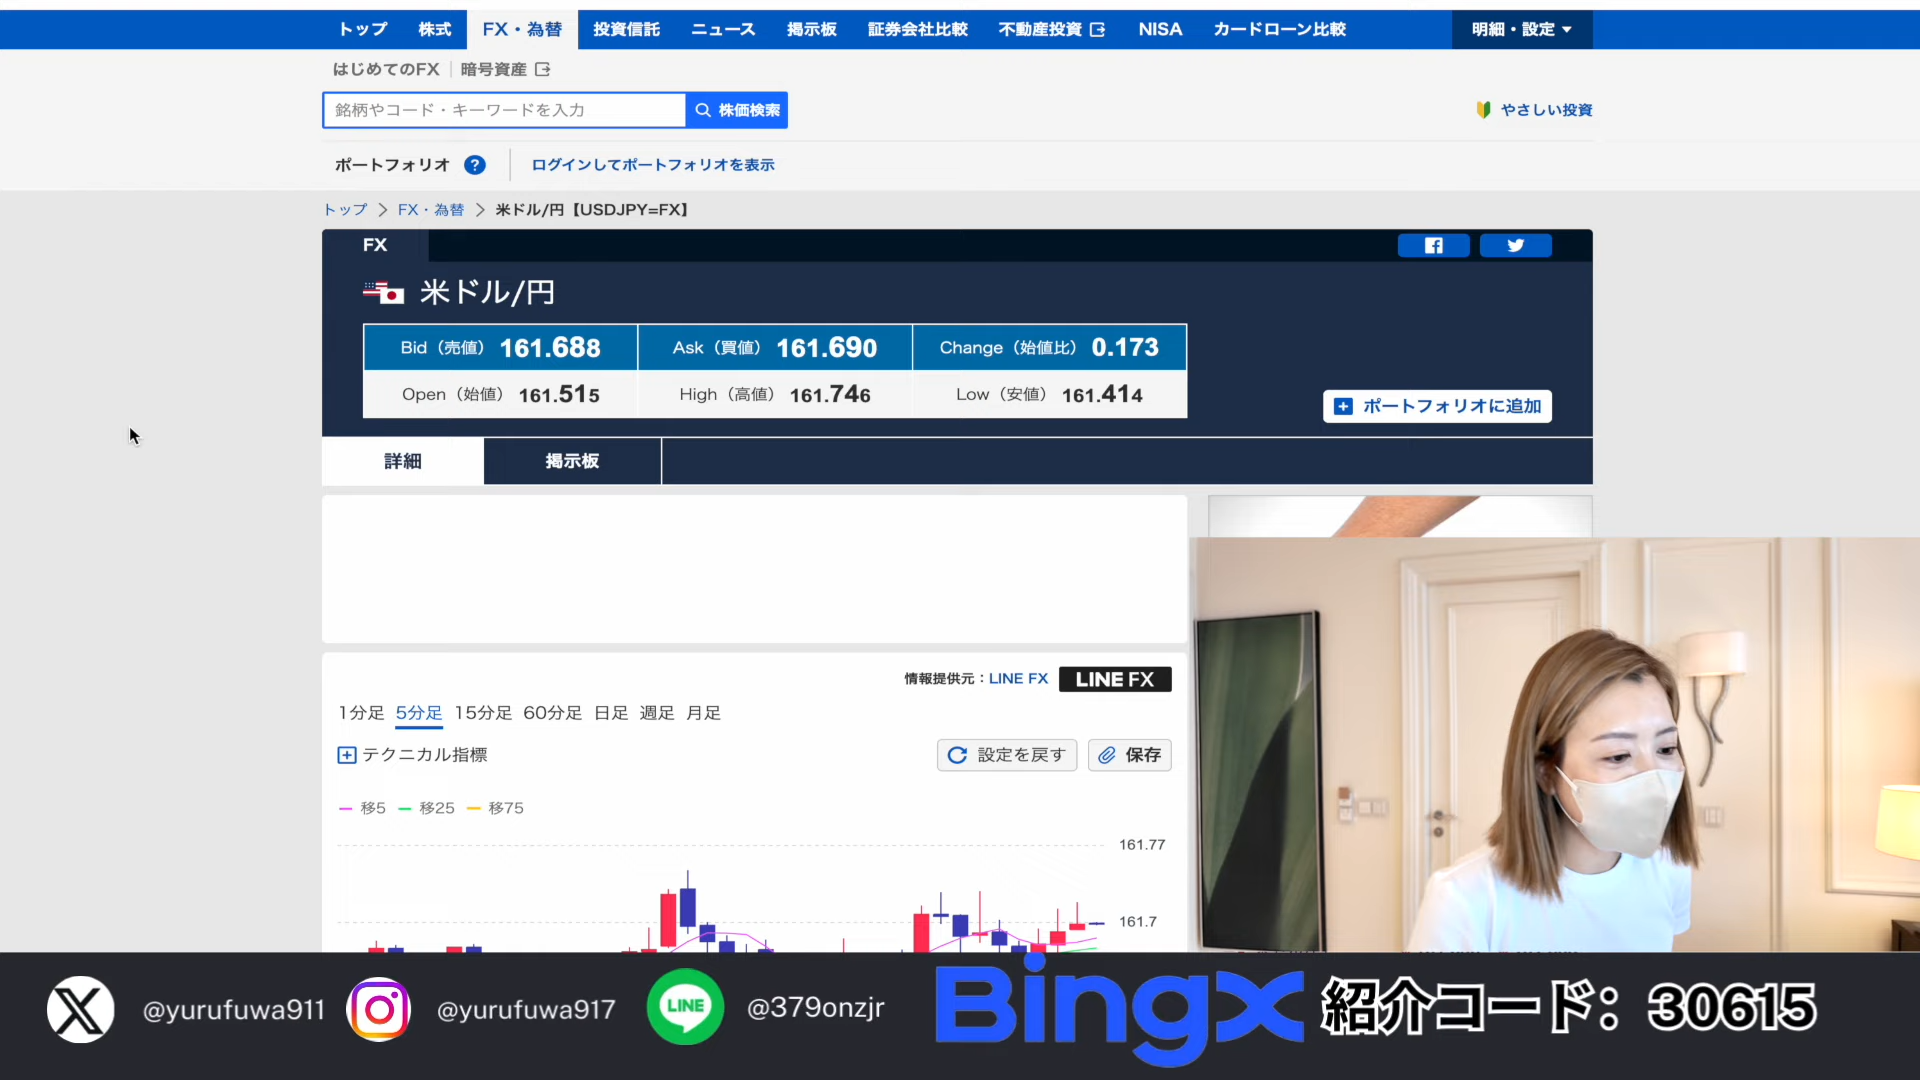 トップ 株式 FX・為替 投資信託 ニュース 掲示板 証券会社比較 不動産投資 NISA カードローン比較 明細・設定
はじめてのFX 暗号資産
銘柄やコード・キーワードを入力 株価検索 やさしい投資
ポートフォリオ ? ログインしてポートフォリオを表示
トップ > FX・為替 > 米ドル/円【USDJPY=FX】
FX
米ドル/円
Bid（売値） 161.688 Ask（買値） 161.690 Change（始値比） 0.173
Open（始値） 161.515 High（高値） 161.746 Low（安値） 161.414
ポートフォリオに追加
詳細 掲示板
情報提供元：LINE FX LINE FX
1分足 5分足 15分足 60分足 日足 週足 月足
テクニカル指標 設定を戻す 保存
移5 移25 移75
161.77
161.7
@yurufuwa911 @yurufuwa917 LINE @379onzjr BingX 紹介コード：30615